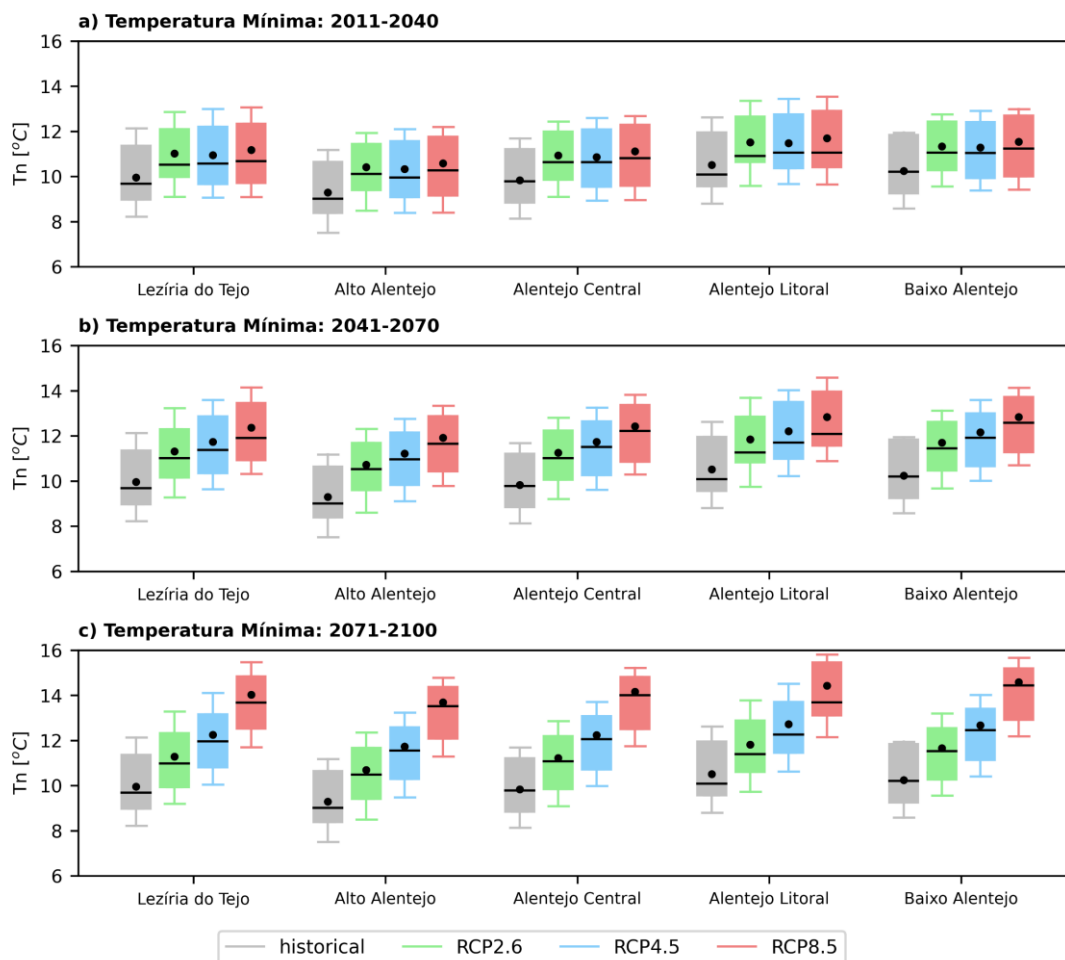 a) Temperatura Mínima: 2011-2040
Tn [°C]
16
14
12
10
8
6
Lezíria do Tejo Alto Alentejo Alentejo Central Alentejo Litoral Baixo Alentejo
b) Temperatura Mínima: 2041-2070
Tn [°C]
16
14
12
10
8
6
Lezíria do Tejo Alto Alentejo Alentejo Central Alentejo Litoral Baixo Alentejo
c) Temperatura Mínima: 2071-2100
Tn [°C]
16
14
12
10
8
6
Lezíria do Tejo Alto Alentejo Alentejo Central Alentejo Litoral Baixo Alentejo
historical RCP2.6 RCP4.5 RCP8.5